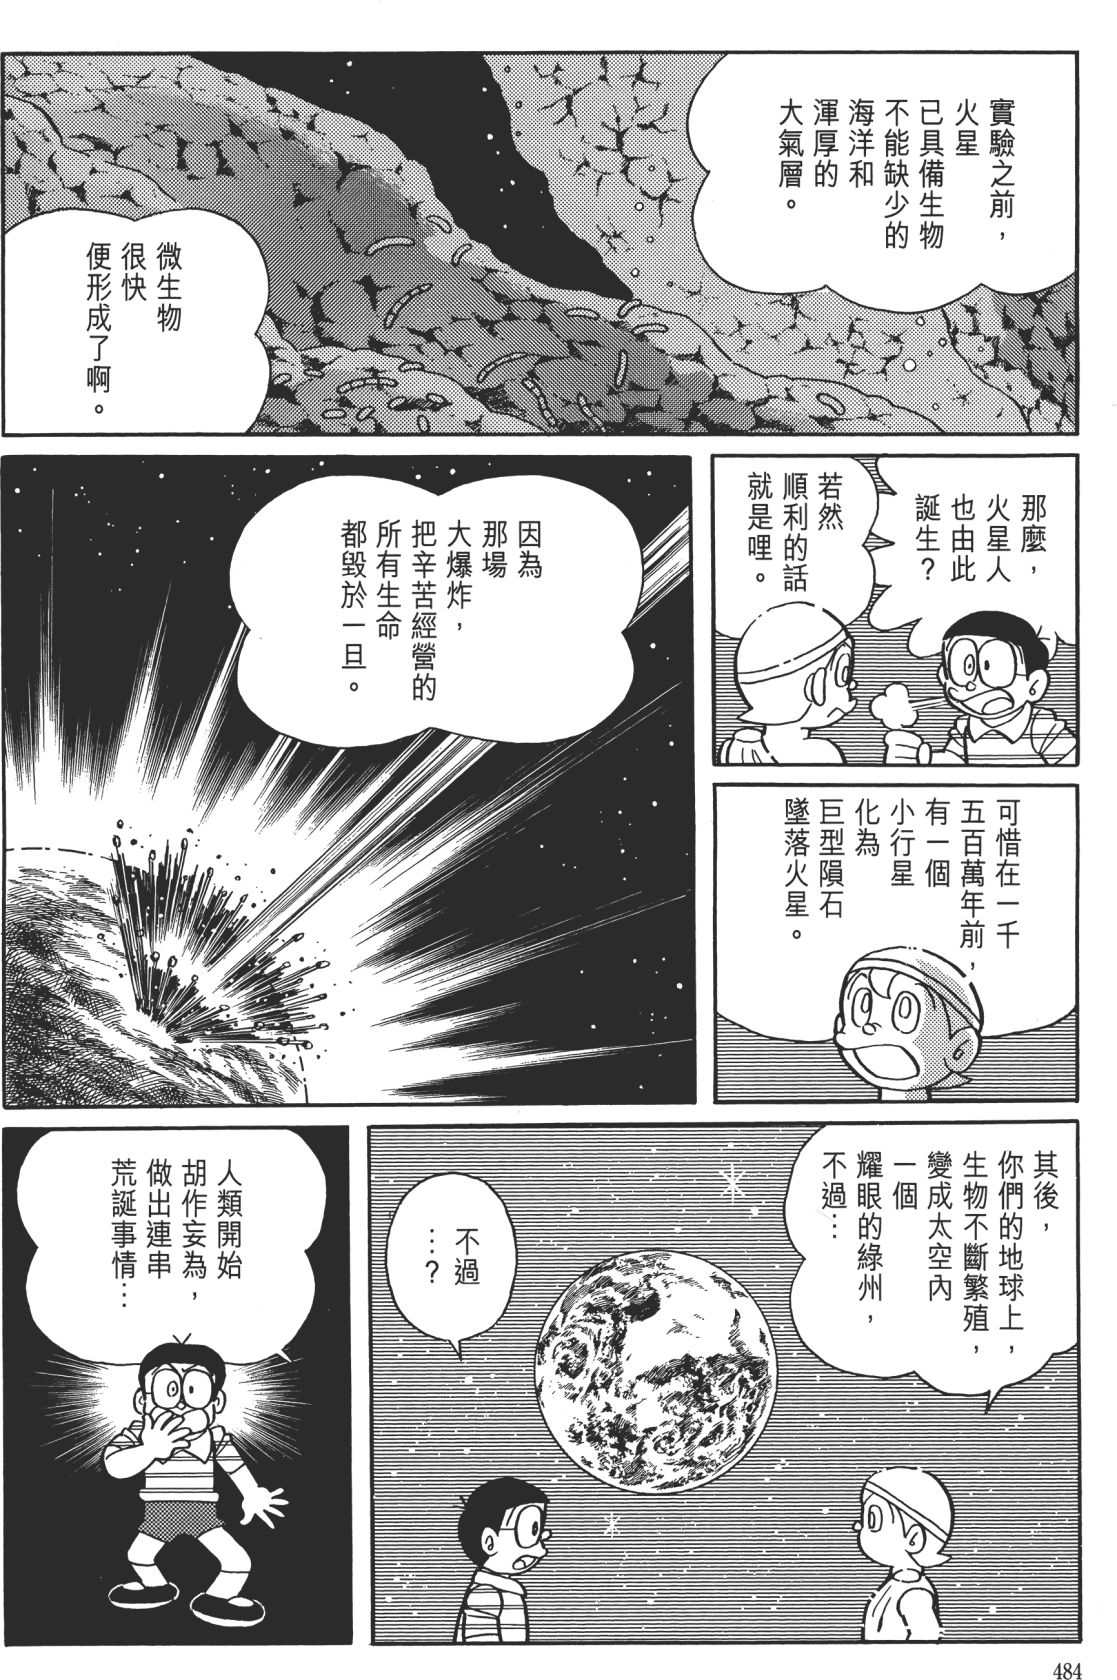 實驗之前，
火星
已具備生物
不能缺少的
海洋和
渾厚的
大氣層。
微生物
很快
便形成了啊。
那麼，
火星人
也由此
誕生？
若然
順利的話
就是哩。
可惜在一千
五百萬年前，
有一個
小行星
化為
巨型隕石
墜落火星。
因為
那場
大爆炸，
把辛苦經營的
所有生命
都毀於一旦。
其後，
你們的地球上，
生物不斷繁殖，
變成太空內
一個
耀眼的綠州，
不過…
不過
…？
人類開始
胡作妄為，
做出連串
荒誕事情…
484